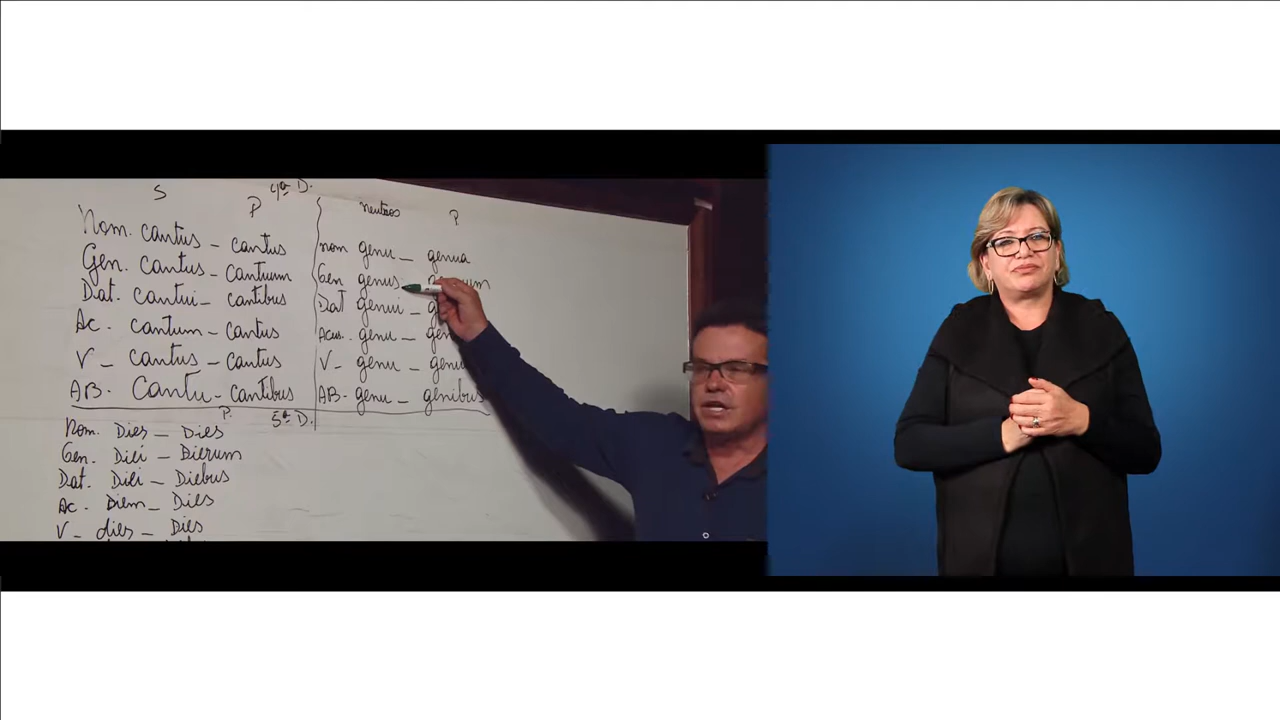 S P 4ª D.
Nom. cantus - cantus
Gen. cantus - cantuum
Dat. cantui - cantibus
Ac. cantum - cantus
V - cantus - cantus
AB. Cantu - cantibus
neutros P
nom genu - genua
Gen genus
Dat genui -
Acus. genu -
V - genu -
AB - genu - genibus
P. 5ª D.
Nom. Dies - Dies
Gen. Diei - Dierum
Dat. Diei - Diebus
Ac. Diem - Dies
V - dies - Dies